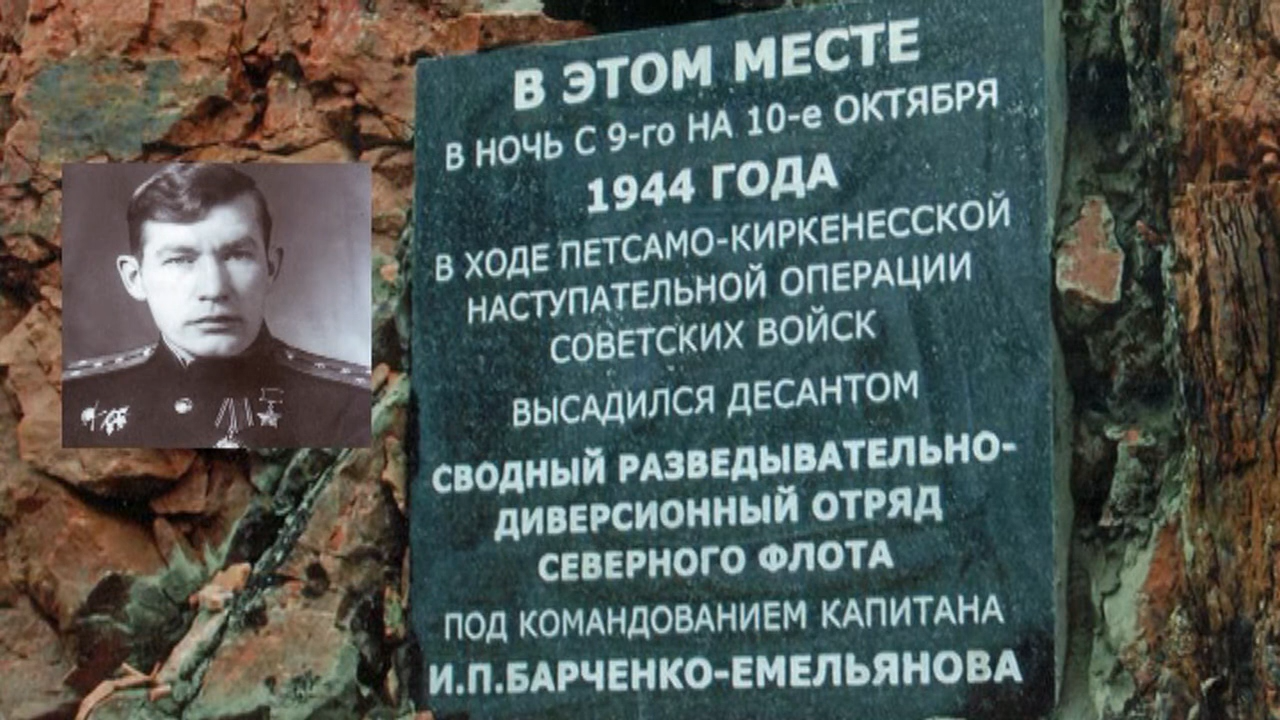 В ЭТОМ МЕСТЕ
В НОЧЬ С 9-го НА 10-е ОКТЯБРЯ
1944 ГОДА
В ХОДЕ ПЕТСАМО-КИРКЕНЕССКОЙ
НАСТУПАТЕЛЬНОЙ ОПЕРАЦИИ
СОВЕТСКИХ ВОЙСК
ВЫСАДИЛСЯ ДЕСАНТОМ
СВОДНЫЙ РАЗВЕДЫВАТЕЛЬНО-
ДИВЕРСИОННЫЙ ОТРЯД
СЕВЕРНОГО ФЛОТА
ПОД КОМАНДОВАНИЕМ КАПИТАНА
И.П.БАРЧЕНКО-ЕМЕЛЬЯНОВА